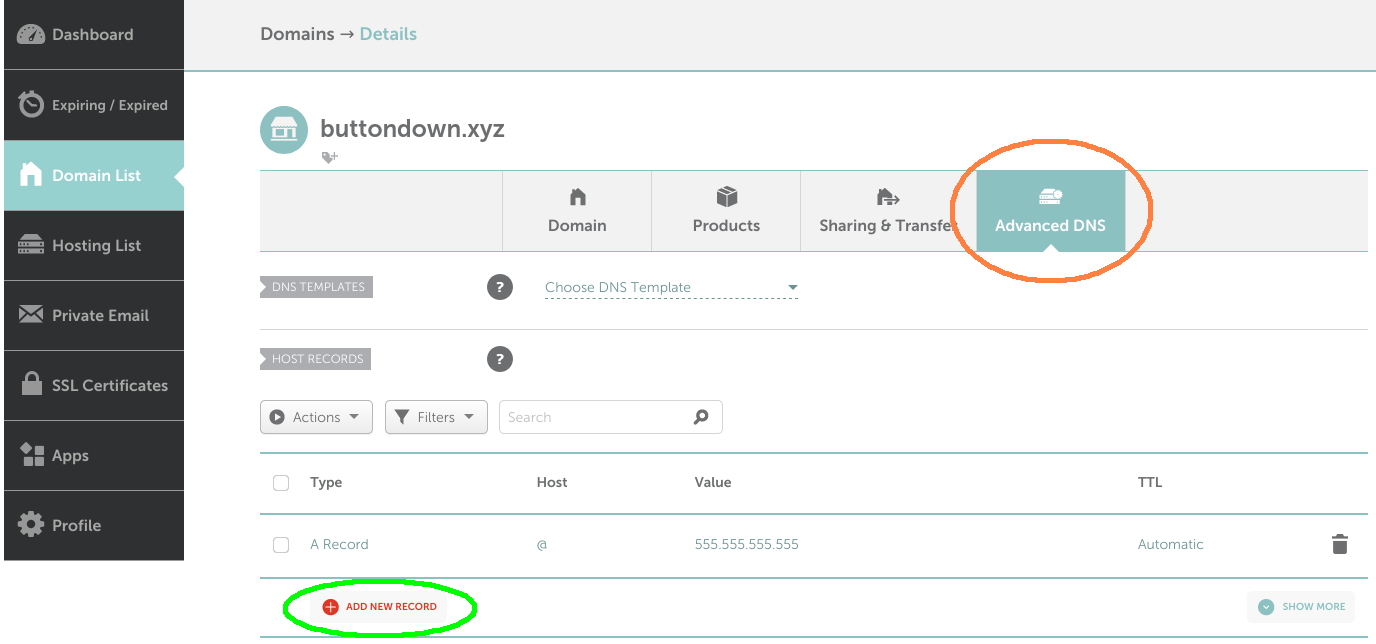 Dashboard
Expiring / Expired
Domain List
Hosting List
Private Email
SSL Certificates
Apps
Profile
Domains → Details
buttondown.xyz
Domain
Products
Sharing & Transfer
Advanced DNS
DNS TEMPLATES
?
Choose DNS Template
HOST RECORDS
?
Actions
Filters
Search
Type Host Value TTL
A Record @ 555.555.555.555 Automatic
ADD NEW RECORD
SHOW MORE